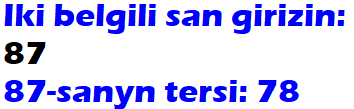 Iki belgili san girizin:
87
87-sanyn tersi: 78